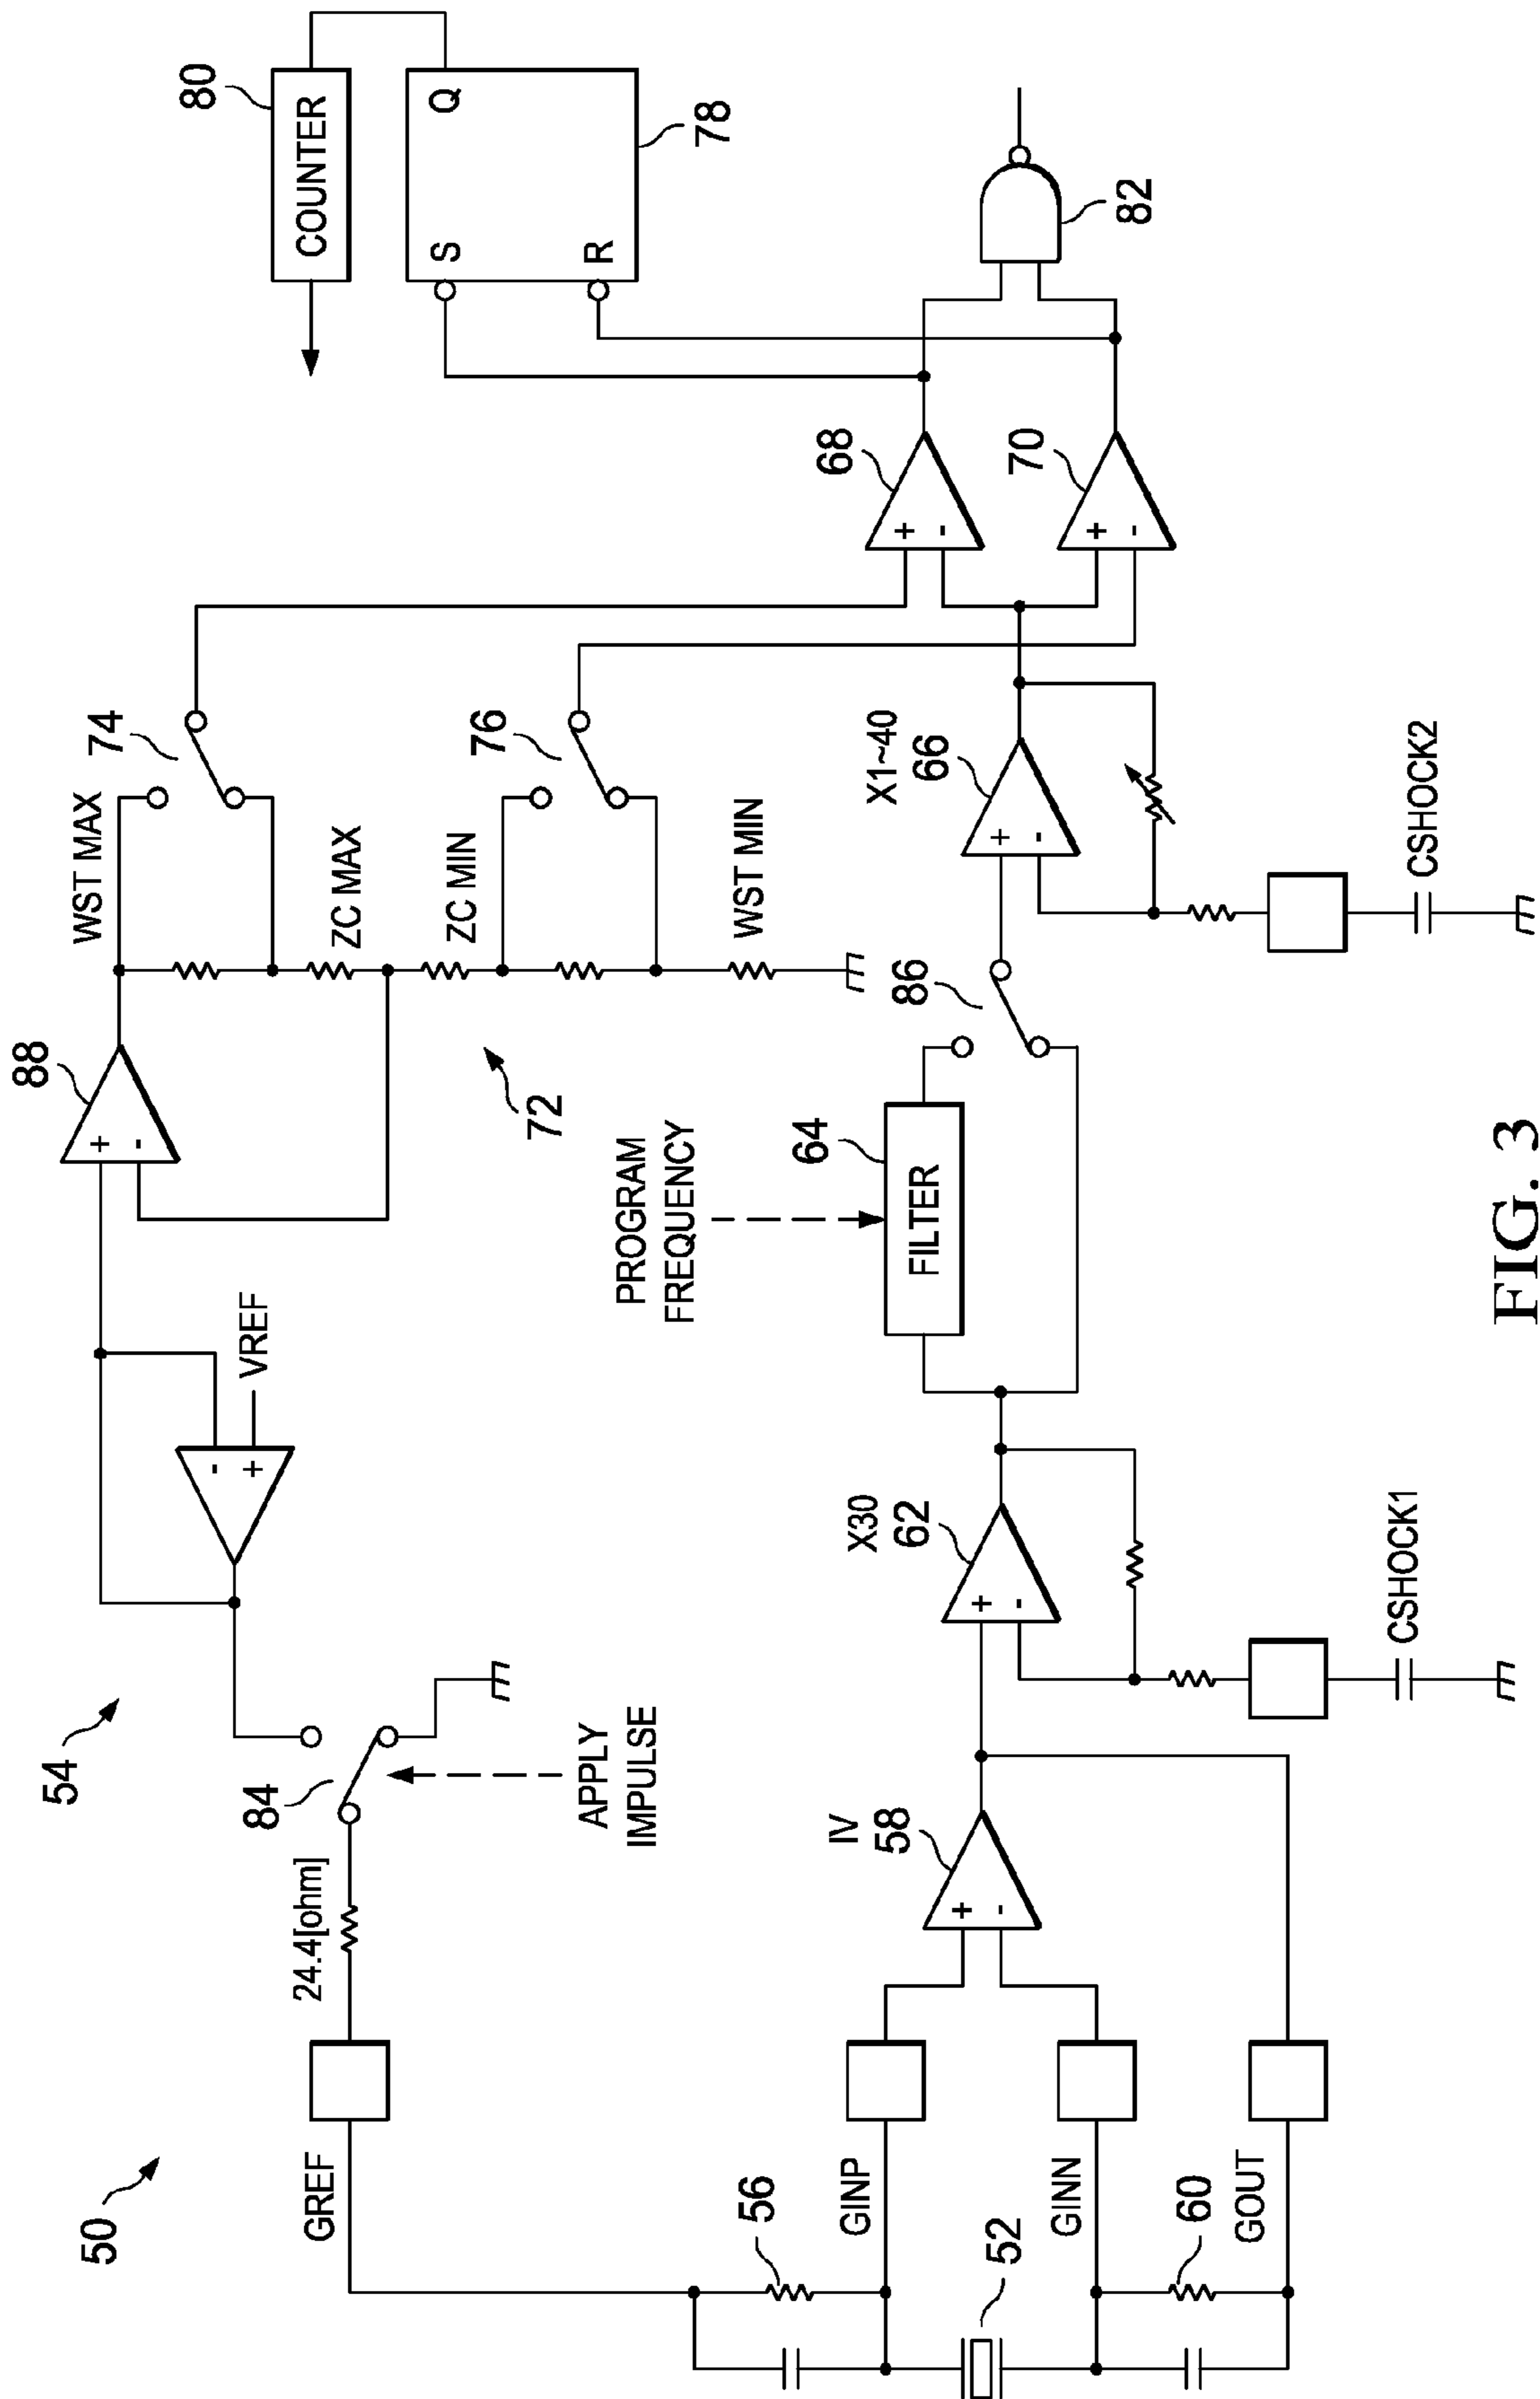 50
54
GREF
24.4[ohm]
84
APPLY
IMPULSE
-
+
VREF
88
+
-
WST MAX
74
ZC MAX
ZC MIN
76
WST MIN
72
80
COUNTER
S
Q
R
78
56
GINP
52
GINN
60
GOUT
IV
58
+
-
X30
62
+
-
CSHOCK1
PROGRAM
FREQUENCY
64
FILTER
86
X1~40
66
+
-
CSHOCK2
68
+
-
70
+
-
82
FIG. 3